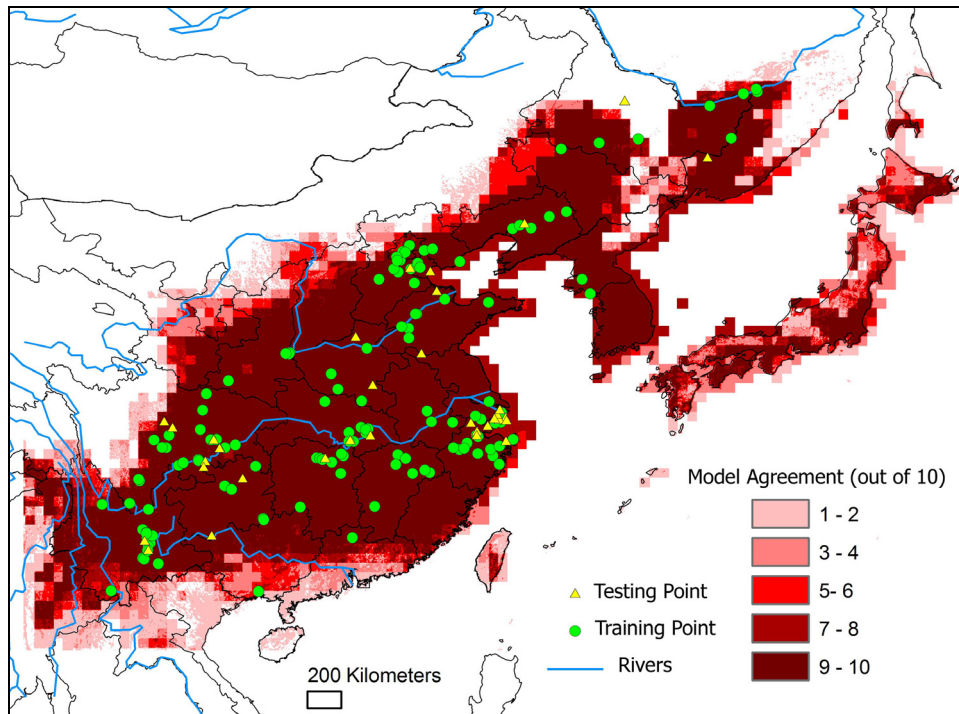 Model Agreement (out of 10)
1 - 2
3 - 4
5- 6
7 - 8
9 - 10
Testing Point
Training Point
Rivers
200 Kilometers